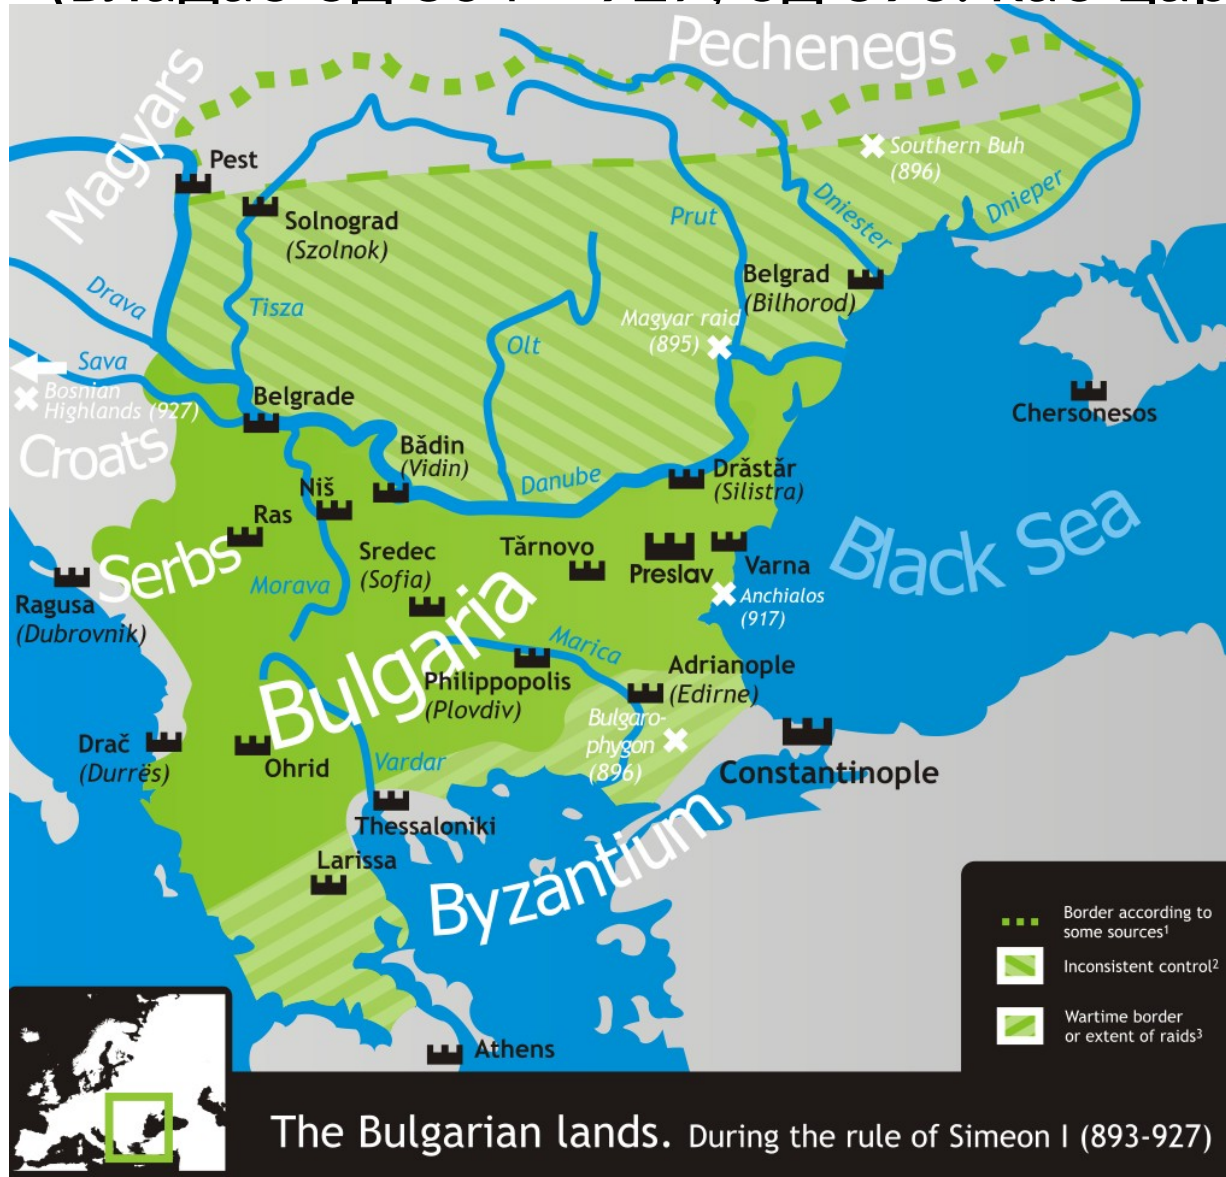 Pechenegs
Magyars
Pest
Southern Buh
(896)
Solnograd
(Szolnok)
Prut
Dniester
Dnieper
Drava
Tisza
Belgrad
(Bilhorod)
Magyar raid
(895)
Olt
Sava
Bosnian
Highlands (927)
Belgrade
Chersonesos
Croats
Bădin
(Vidin)
Danube
Drăstăr
(Silistra)
Niš
Ras
Black Sea
Serbs
Sredec
(Sofia)
Tărnovo
Preslav
Varna
Morava
Anchialos
(917)
Ragusa
(Dubrovnik)
Bulgaria
Marica
Philippopolis
(Plovdiv)
Adrianople
(Edirne)
Bulgaro-
phygon
(896)
Drač
(Durrës)
Ohrid
Vardar
Constantinople
Thessaloniki
Larissa
Byzantium
Athens
Border according to
some sources¹
Inconsistent control²
Wartime border
or extent of raids³
The Bulgarian lands. During the rule of Simeon I (893-927)